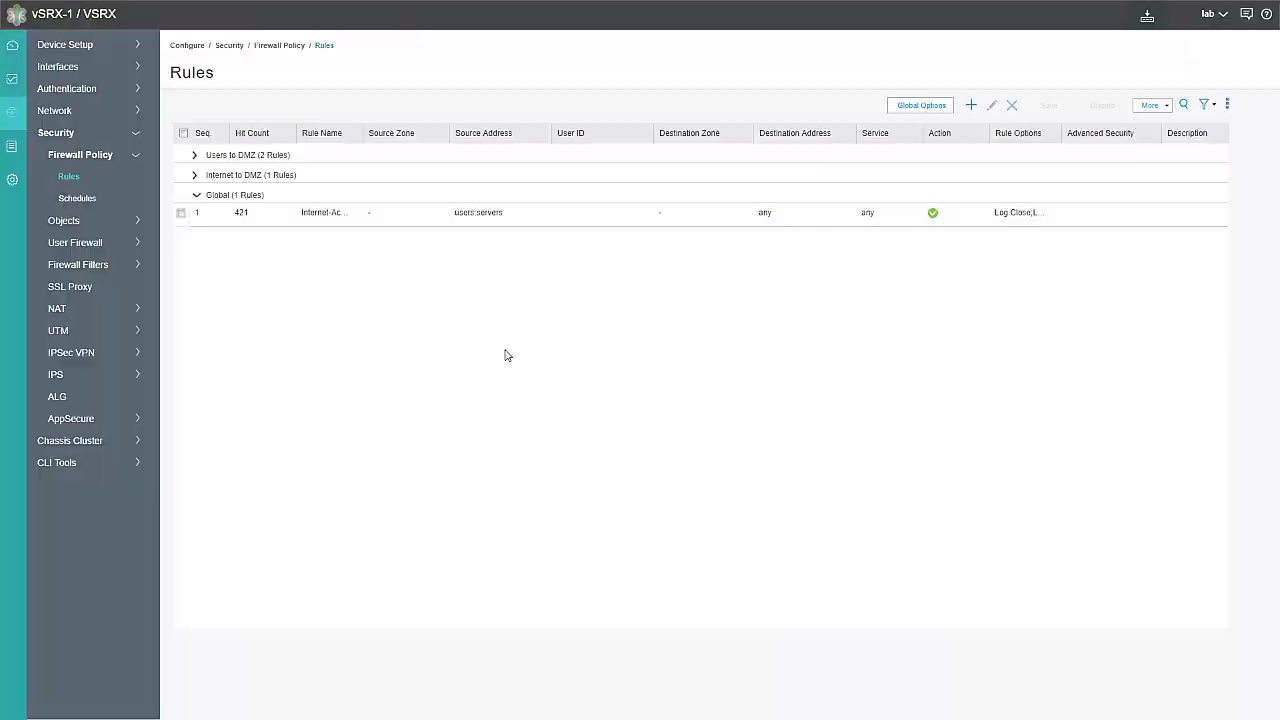 vSRX-1 / VSRX
lab
Device Setup
Interfaces
Authentication
Network
Security
Firewall Policy
Rules
Schedules
Objects
User Firewall
Firewall Filters
SSL Proxy
NAT
UTM
IPSec VPN
IPS
ALG
AppSecure
Chassis Cluster
CLI Tools
Configure / Security / Firewall Policy / Rules
Rules
Global Options Save Discard More
Seq. Hit Count Rule Name Source Zone Source Address User ID Destination Zone Destination Address Service Action Rule Options Advanced Security Description
Users to DMZ (2 Rules)
Internet to DMZ (1 Rules)
Global (1 Rules)
1 421 Internet-Ac... - users;servers - any any Log Close;L...